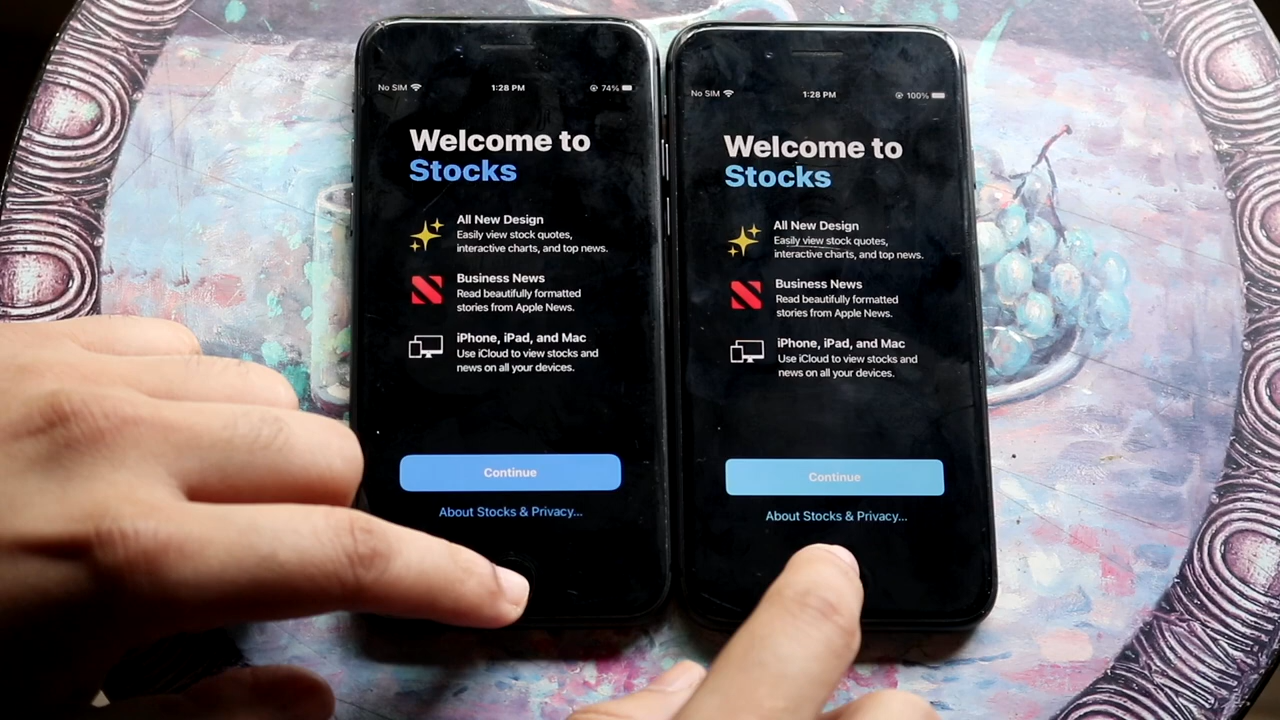 No SIM 1:28 PM 74%
Welcome to
Stocks
All New Design
Easily view stock quotes,
interactive charts, and top news.
Business News
Read beautifully formatted
stories from Apple News.
iPhone, iPad, and Mac
Use iCloud to view stocks and
news on all your devices.
Continue
About Stocks & Privacy...
No SIM 1:28 PM 100%
Welcome to
Stocks
All New Design
Easily view stock quotes,
interactive charts, and top news.
Business News
Read beautifully formatted
stories from Apple News.
iPhone, iPad, and Mac
Use iCloud to view stocks and
news on all your devices.
Continue
About Stocks & Privacy...